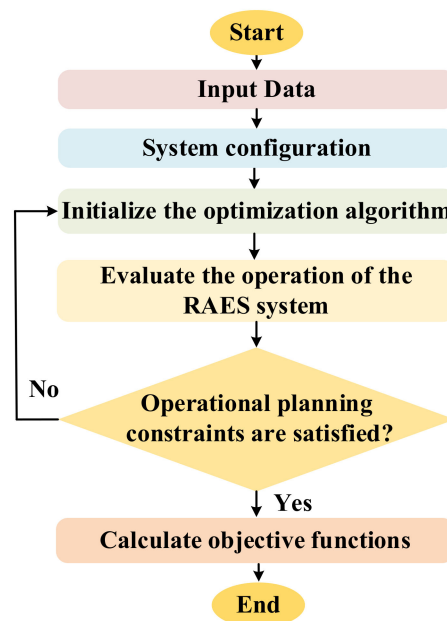 Start
Input Data
System configuration
Initialize the optimization algorithm
Evaluate the operation of the
RAES system
No
Operational planning
constraints are satisfied?
Yes
Calculate objective functions
End